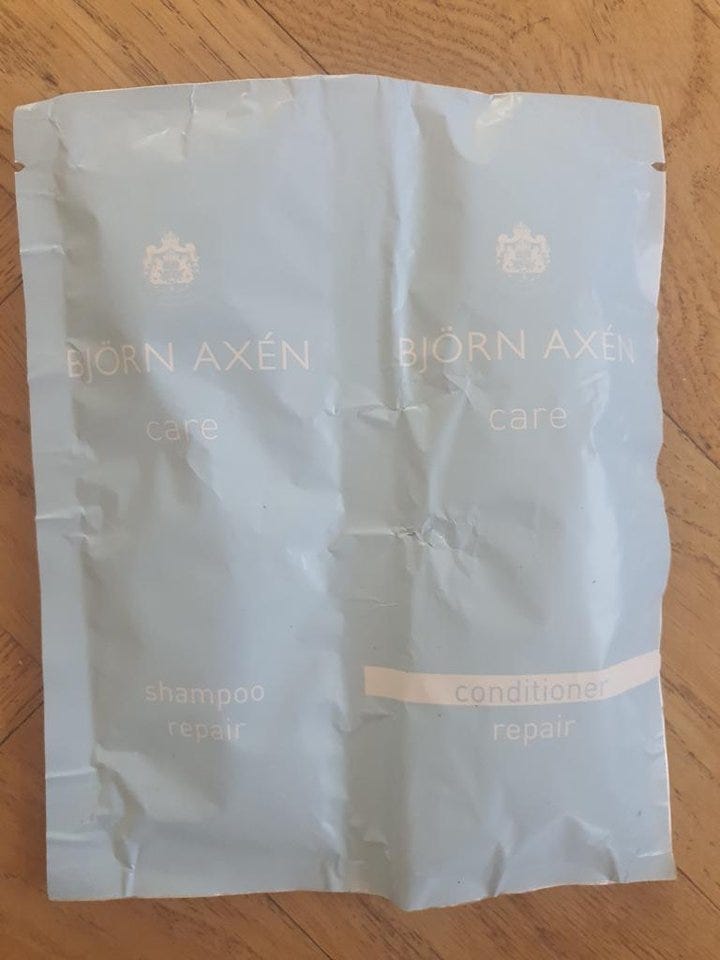 BJÖRN AXÉN
care
shampoo
repair
BJÖRN AXÉN
care
conditioner
repair